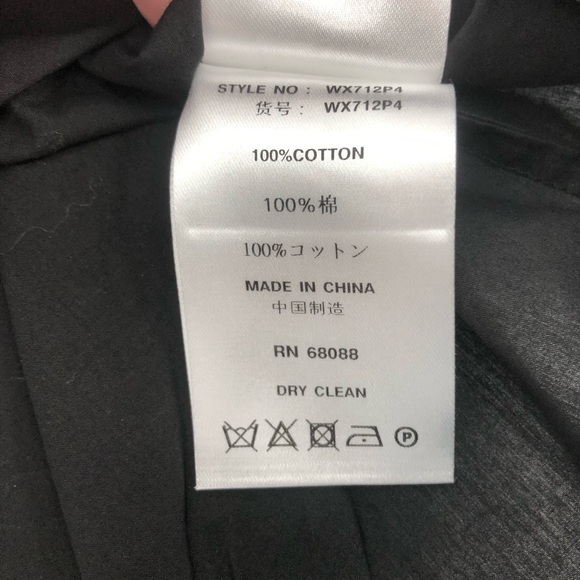 STYLE NO : WX712P4
货号： WX712P4
100%COTTON
100%棉
100%コットン
MADE IN CHINA
中国制造
RN 68088
DRY CLEAN
P